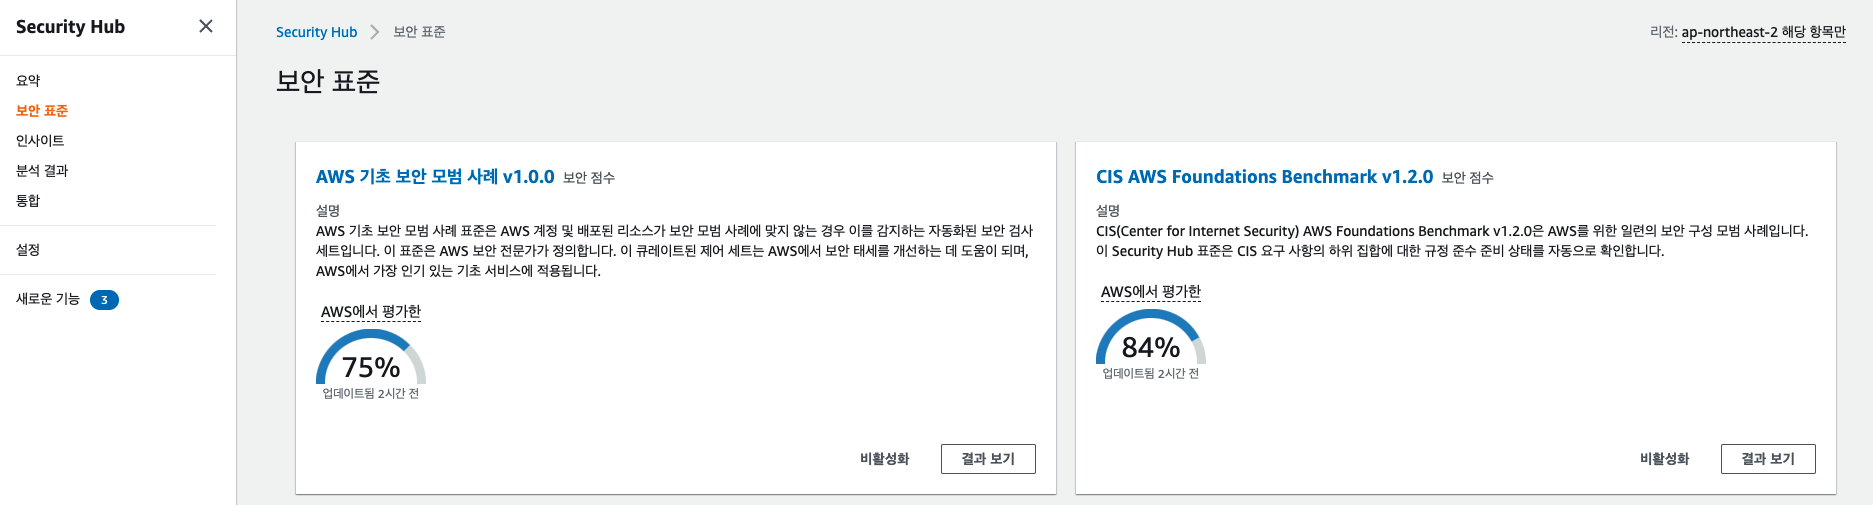 Security Hub
요약
보안 표준
인사이트
분석 결과
통합
설정
새로운 기능 3
Security Hub 보안 표준
리전: ap-northeast-2 해당 항목만
보안 표준
AWS 기초 보안 모범 사례 v1.0.0 보안 점수
설명
AWS 기초 보안 모범 사례 표준은 AWS 계정 및 배포된 리소스가 보안 모범 사례에 맞지 않는 경우 이를 감지하는 자동화된 보안 검사
세트입니다. 이 표준은 AWS 보안 전문가가 정의합니다. 이 큐레이트된 제어 세트는 AWS에서 보안 태세를 개선하는 데 도움이 되며,
AWS에서 가장 인기 있는 기초 서비스에 적용됩니다.
AWS에서 평가한
75%
업데이트됨 2시간 전
비활성화
결과 보기
CIS AWS Foundations Benchmark v1.2.0 보안 점수
설명
CIS(Center for Internet Security) AWS Foundations Benchmark v1.2.0은 AWS를 위한 일련의 보안 구성 모범 사례입니다.
이 Security Hub 표준은 CIS 요구 사항의 하위 집합에 대한 규정 준수 준비 상태를 자동으로 확인합니다.
AWS에서 평가한
84%
업데이트됨 2시간 전
비활성화
결과 보기